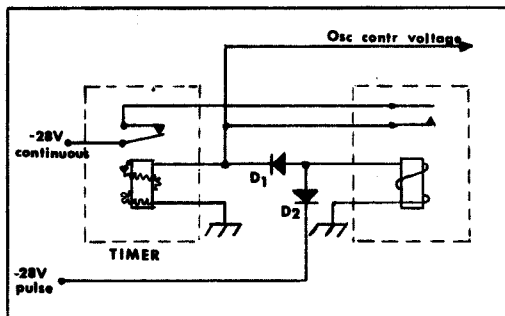 Osc contr voltage
-28V
continuous
D1
D2
TIMER
-28V
pulse